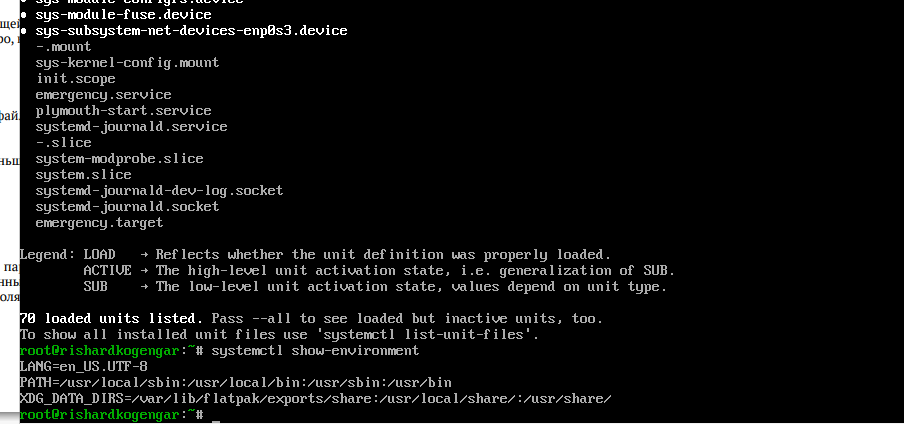 sys-module-configfs.device
● sys-module-fuse.device
● sys-subsystem-net-devices-enp0s3.device
-.mount
sys-kernel-config.mount
init.scope
emergency.service
plymouth-start.service
systemd-journald.service
-.slice
system-modprobe.slice
system.slice
systemd-journald-dev-log.socket
systemd-journald.socket
emergency.target
Legend: LOAD → Reflects whether the unit definition was properly loaded.
ACTIVE → The high-level unit activation state, i.e. generalization of SUB.
SUB → The low-level unit activation state, values depend on unit type.
70 loaded units listed. Pass --all to see loaded but inactive units, too.
To show all installed unit files use 'systemctl list-unit-files'.
root@rishardkogengar:~# systemctl show-environment
LANG=en_US.UTF-8
PATH=/usr/local/sbin:/usr/local/bin:/usr/sbin:/usr/bin
XDG_DATA_DIRS=/var/lib/flatpak/exports/share:/usr/local/share/:/usr/share/
root@rishardkogengar:~# _